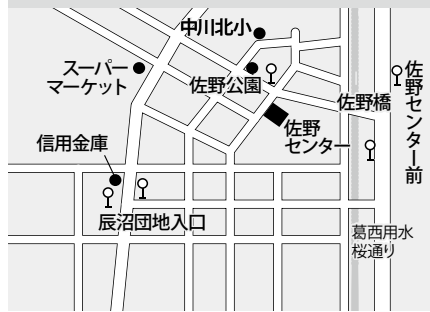 中川北小
スーパー
マーケット
佐野公園
佐野橋
佐野センター前
佐野
センター
信用金庫
辰沼団地入口
葛西用水
桜通り